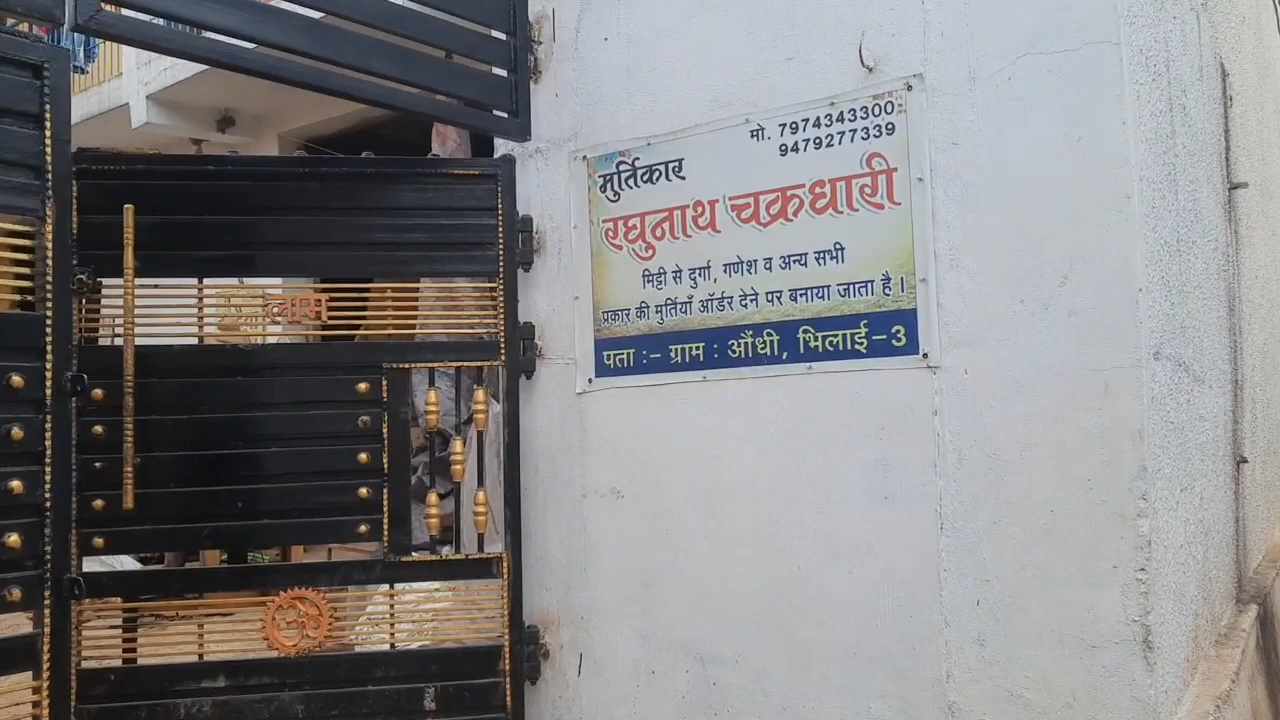 मो. 7974343300
9479277339
मुर्तिकार
रघुनाथ चक्रधारी
मिट्टी से दुर्गा, गणेश व अन्य सभी
प्रकार की मुर्तियाँ ऑर्डर देने पर बनाया जाता है ।
पता :- ग्राम : औंधी, भिलाई-3
लाभ
ॐ